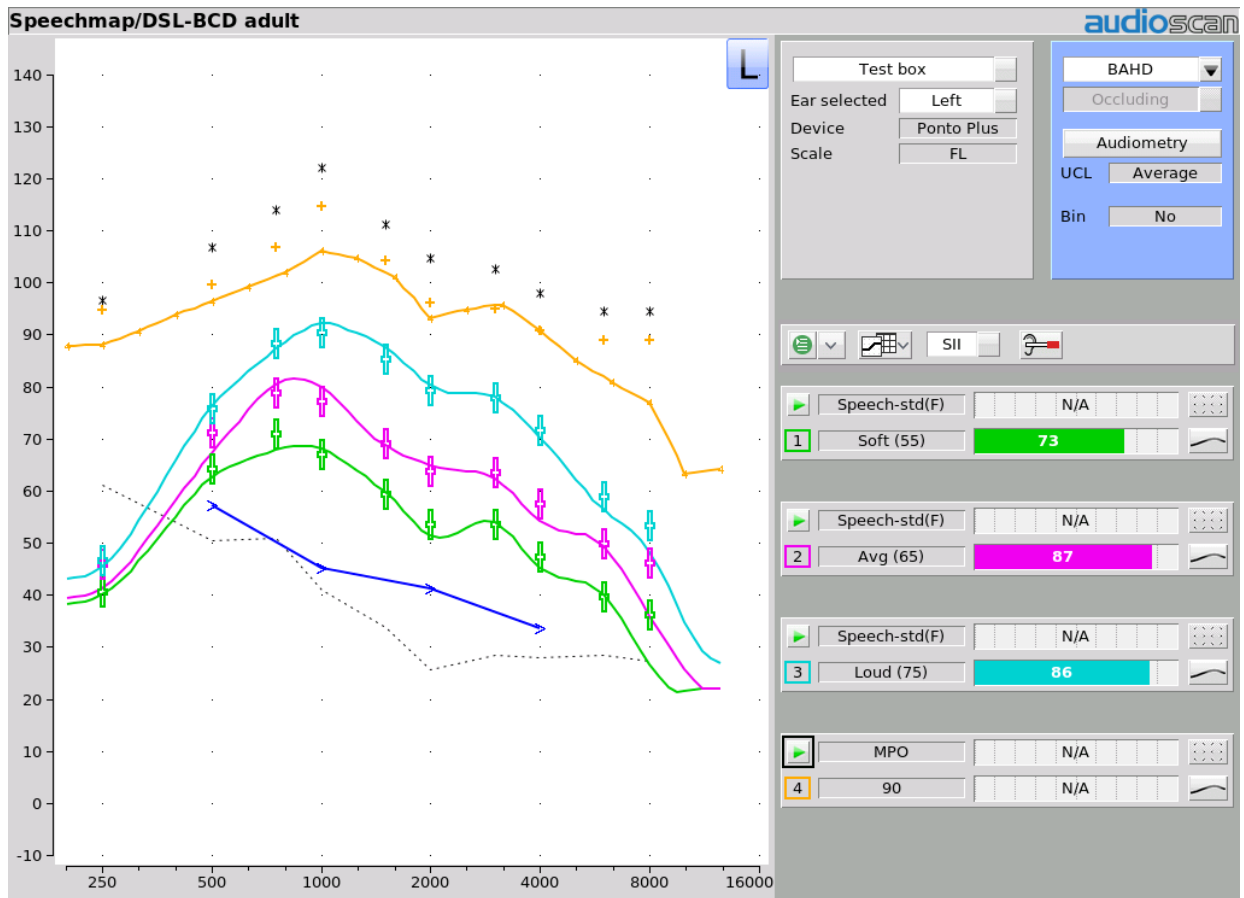 Speechmap/DSL-BCD adult
audioscan
L
140
130
120
110
100
90
80
70
60
50
40
30
20
10
0
-10
250 500 1000 2000 4000 8000 16000
Test box
Ear selected Left
Device Ponto Plus
Scale FL
BAHD
Occluding
Audiometry
UCL Average
Bin No
SII
Speech-std(F) N/A
1 Soft (55) 73
Speech-std(F) N/A
2 Avg (65) 87
Speech-std(F) N/A
3 Loud (75) 86
MPO N/A
4 90 N/A